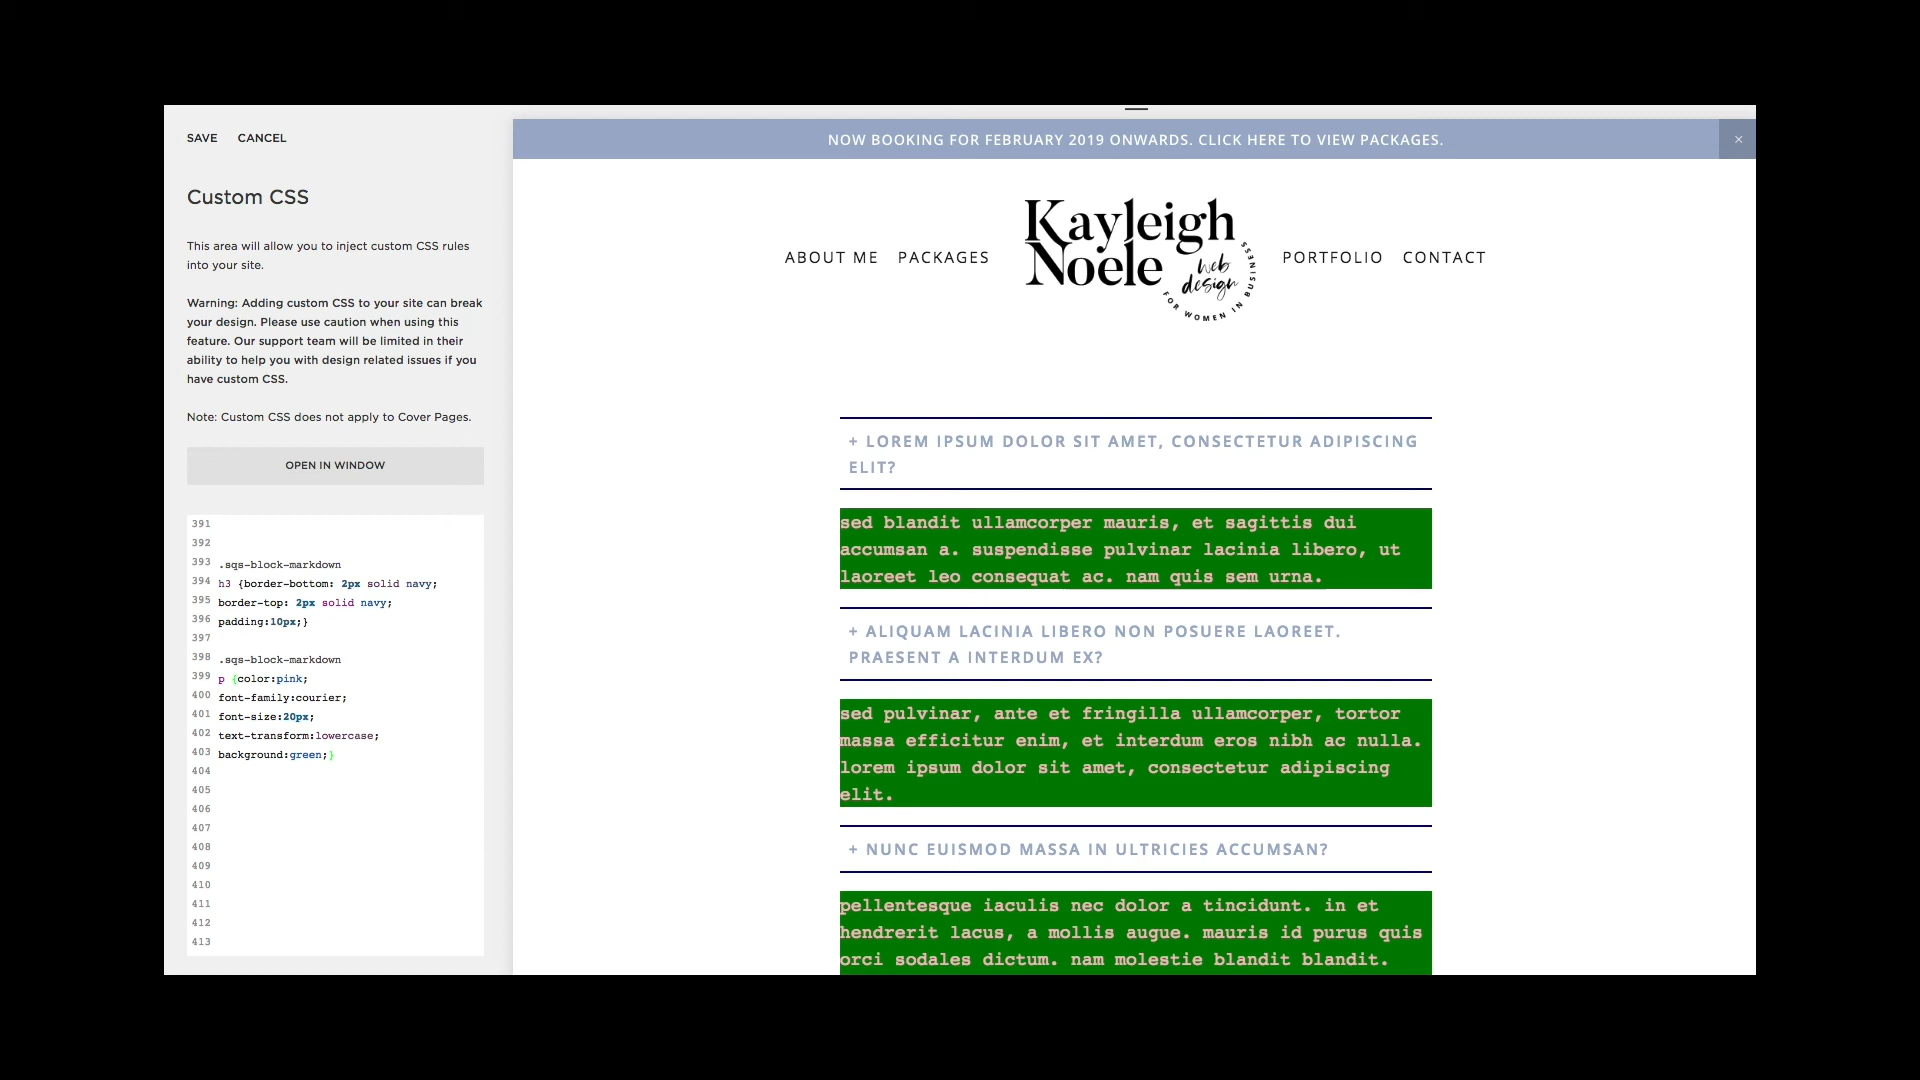 SAVE CANCEL
Custom CSS
This area will allow you to inject custom CSS rules
into your site.
Warning: Adding custom CSS to your site can break
your design. Please use caution when using this
feature. Our support team will be limited in their
ability to help you with design related issues if you
have custom CSS.
Note: Custom CSS does not apply to Cover Pages.
OPEN IN WINDOW
391
392
393 .sqs-block-markdown
394 h3 {border-bottom: 2px solid navy;
395 border-top: 2px solid navy;
396 padding:10px;}
397
398 .sqs-block-markdown
399 p {color:pink;
400 font-family:courier;
401 font-size:20px;
402 text-transform:lowercase;
403 background:green;}
404
405
406
407
408
409
410
411
412
413
NOW BOOKING FOR FEBRUARY 2019 ONWARDS. CLICK HERE TO VIEW PACKAGES. ×
ABOUT ME PACKAGES
Kayleigh
Noele
web
design
FOR WOMEN IN BUSINESS
PORTFOLIO CONTACT
+ LOREM IPSUM DOLOR SIT AMET, CONSECTETUR ADIPISCING
ELIT?
sed blandit ullamcorper mauris, et sagittis dui
accumsan a. suspendisse pulvinar lacinia libero, ut
laoreet leo consequat ac. nam quis sem urna.
+ ALIQUAM LACINIA LIBERO NON POSUERE LAOREET.
PRAESENT A INTERDUM EX?
sed pulvinar, ante et fringilla ullamcorper, tortor
massa efficitur enim, et interdum eros nibh ac nulla.
lorem ipsum dolor sit amet, consectetur adipiscing
elit.
+ NUNC EUISMOD MASSA IN ULTRICIES ACCUMSAN?
pellentesque iaculis nec dolor a tincidunt. in et
hendrerit lacus, a mollis augue. mauris id purus quis
orci sodales dictum. nam molestie blandit blandit.